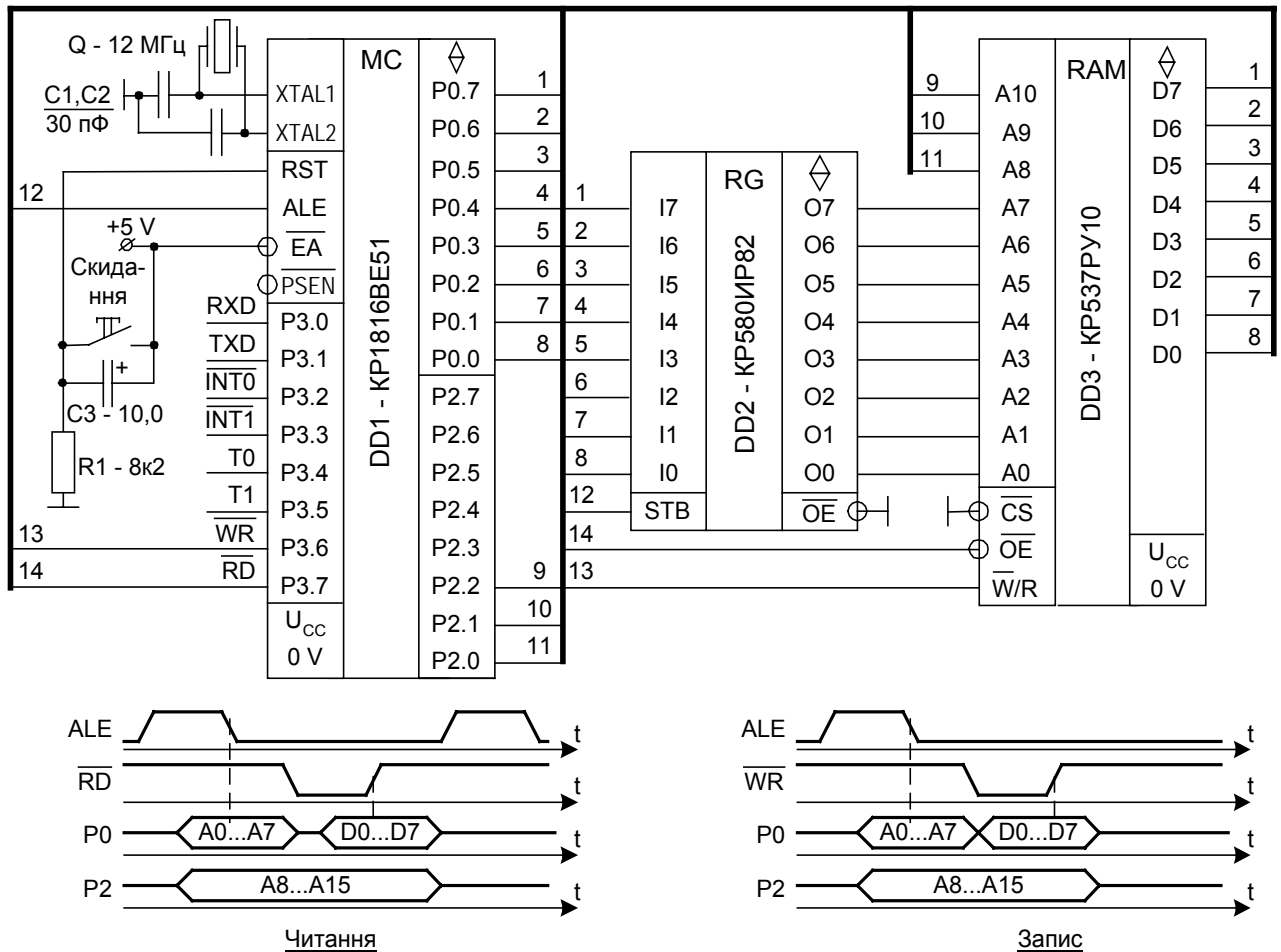 Q - 12 МГц
C1,C2
30 пФ
12
+5 V
Скида-
ння
C3 - 10,0
R1 - 8к2
13
14
RXD
TXD
INT0
INT1
T0
T1
WR
RD
MC
DD1 - КР1816ВЕ51
XTAL1
XTAL2
RST
ALE
EA
PSEN
P3.0
P3.1
P3.2
P3.3
P3.4
P3.5
P3.6
P3.7
UCC
0 V
P0.7 1
P0.6 2
P0.5 3
P0.4 4
P0.3 5
P0.2 6
P0.1 7
P0.0 8
P2.7
P2.6
P2.5
P2.4
P2.3
P2.2 9
P2.1 10
P2.0 11
RG
DD2 - КР580ИР82
1 I7 O7
2 I6 O6
3 I5 O5
4 I4 O4
5 I3 O3
6 I2 O2
7 I1 O1
8 I0 O0
12 STB OE
14
13
RAM
DD3 - КР537РУ10
9 A10
10 A9
11 A8
A7
A6
A5
A4
A3
A2
A1
A0
CS
OE
W/R
D7 1
D6 2
D5 3
D4 4
D3 5
D2 6
D1 7
D0 8
UCC
0 V
ALE t
RD t
P0 A0...A7 D0...D7 t
P2 A8...A15 t
Читання
ALE t
WR t
P0 A0...A7 D0...D7 t
P2 A8...A15 t
Запис